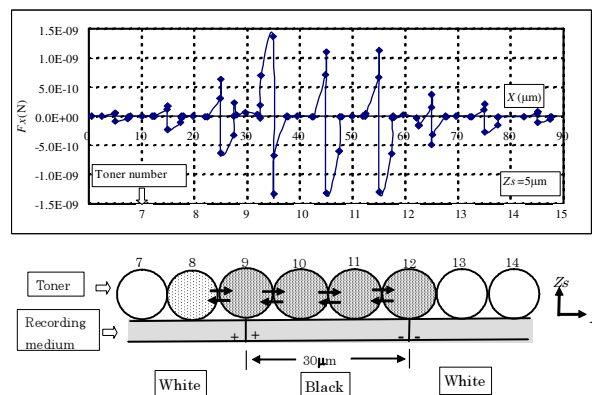 1.5E-09
1.0E-09
5.0E-10
0.0E+00
-5.0E-10
-1.0E-09
-1.5E-09
Fx(N)
X (μm)
0 10 20 30 40 50 60 70 80 90
Toner number
Zs=5μm
6 7 8 9 10 11 12 13 14 15
7 8 9 10 11 12 13 14
Toner
Zs
Recording
medium
+ + - -
30μm
White Black White